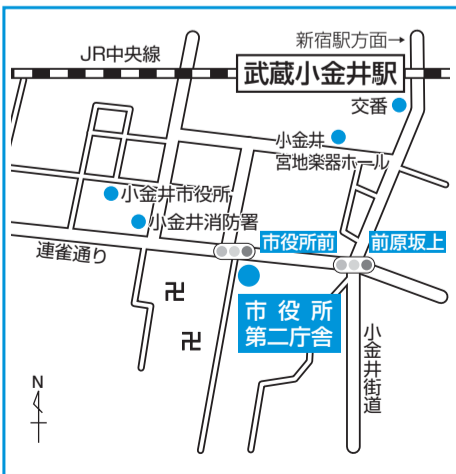 新宿駅方面→
JR中央線
武蔵小金井駅
交番
小金井
宮地楽器ホール
小金井市役所
小金井消防署
連雀通り
市役所前
前原坂上
市役所
第二庁舎
小金井街道
卍
卍
N